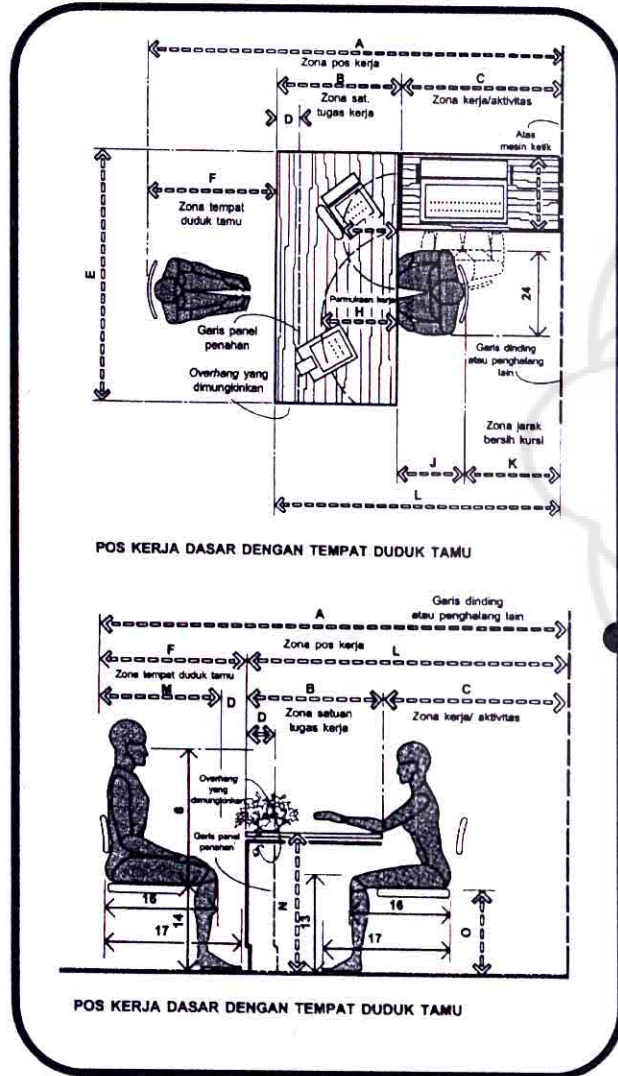 A
Zona pos kerja
B
C
Zona sat.
tugas kerja
Zona kerja/aktivitas
D
Atas
mesin ketik
F
Zona tempat
duduk tamu
E
Permukaan kerja
H
24
Garis panel
penahan
Garis dinding
atau penghalang
lain
Overhang yang
dimungkinkan
Zona jarak
bersih kursi
J
K
L
POS KERJA DASAR DENGAN TEMPAT DUDUK TAMU
Garis dinding
atau penghalang lain
A
Zona pos kerja
F
L
Zona tempat duduk tamu
M
D
B
C
D
Zona satuan
tugas kerja
Zona kerja/ aktivitas
Overhang
yang
dimungkinkan
8
Garis panel
penahan
16
14
17
N
13
16
17
O
POS KERJA DASAR DENGAN TEMPAT DUDUK TAMU